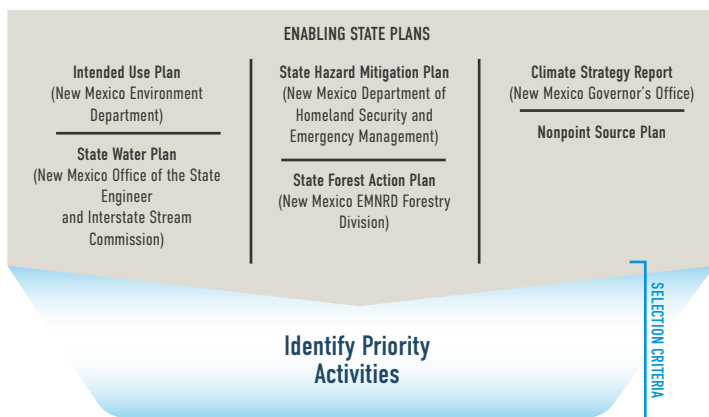 ENABLING STATE PLANS
Intended Use Plan
(New Mexico Environment
Department)
State Water Plan
(New Mexico Office of the State
Engineer
and Interstate Stream
Commission)
State Hazard Mitigation Plan
(New Mexico Department of
Homeland Security and
Emergency Management)
State Forest Action Plan
(New Mexico EMNRD Forestry
Division)
Climate Strategy Report
(New Mexico Governor's Office)
Nonpoint Source Plan
SELECTION CRITERIA
Identify Priority
Activities